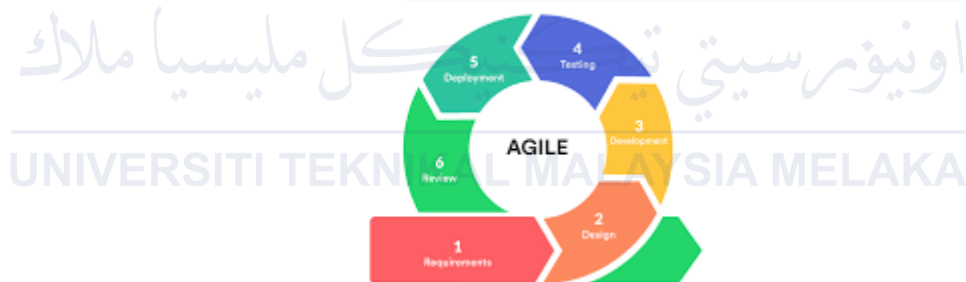 5
Deployment
4
Testing
اونيۏرسيتي تيكنيكل مليسيا ملاك
3
Development
AGILE
6
Review
UNIVERSITI TEKNIKAL MALAYSIA MELAKA
2
Design
1
Requirements